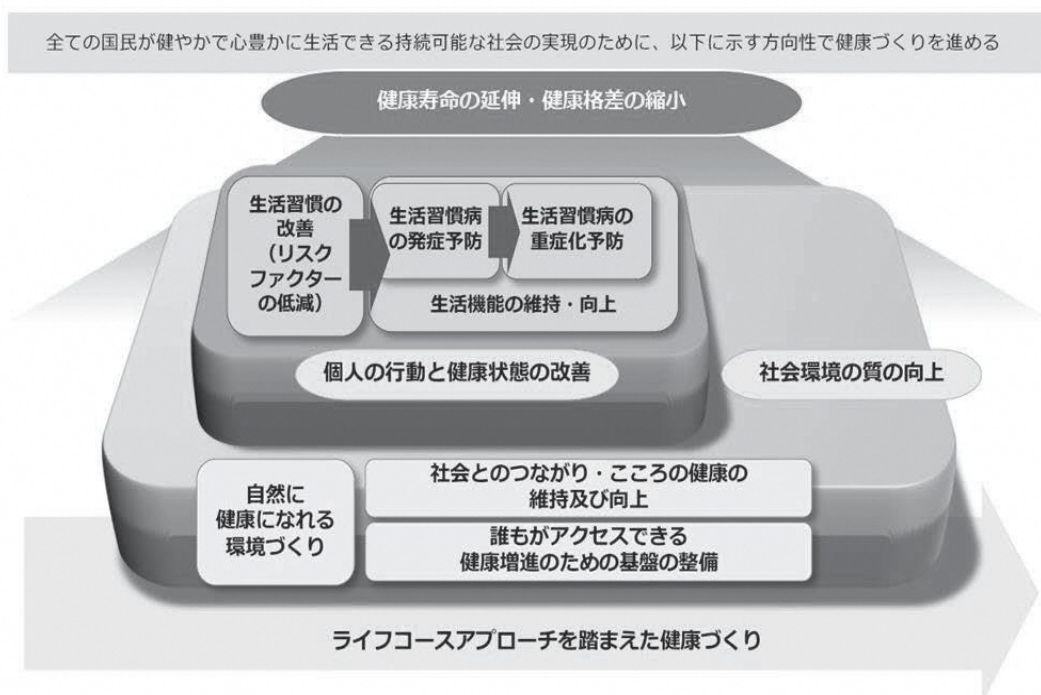 全ての国民が健やかで心豊かに生活できる持続可能な社会の実現のために、以下に示す方向性で健康づくりを進める
健康寿命の延伸・健康格差の縮小
生活習慣の
改善
（リスク
ファクター
の低減）
生活習慣病
の発症予防
生活習慣病の
重症化予防
生活機能の維持・向上
個人の行動と健康状態の改善
社会環境の質の向上
自然に
健康になれる
環境づくり
社会とのつながり・こころの健康の
維持及び向上
誰もがアクセスできる
健康増進のための基盤の整備
ライフコースアプローチを踏まえた健康づくり